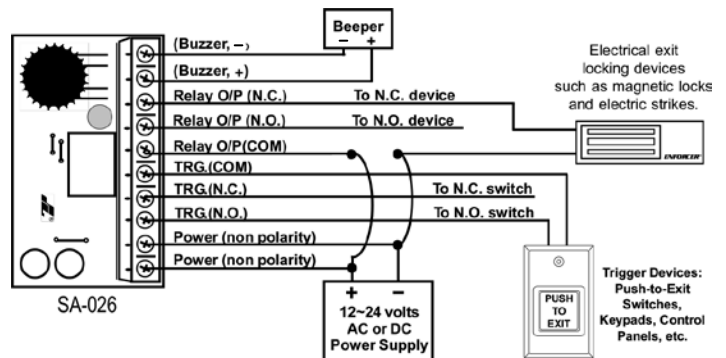 Beeper
− +
(Buzzer, −)
(Buzzer, +)
Relay O/P (N.C.) To N.C. device
Relay O/P (N.O.) To N.O. device
Relay O/P(COM)
TRG.(COM)
TRG.(N.C.) To N.C. switch
TRG.(N.O.) To N.O. switch
Power (non polarity)
Power (non polarity)
SA-026
+ −
12~24 volts
AC or DC
Power Supply
Electrical exit
locking devices
such as magnetic locks
and electric strikes.
ENFORCER
PUSH
TO
EXIT
Trigger Devices:
Push-to-Exit
Switches,
Keypads, Control
Panels, etc.